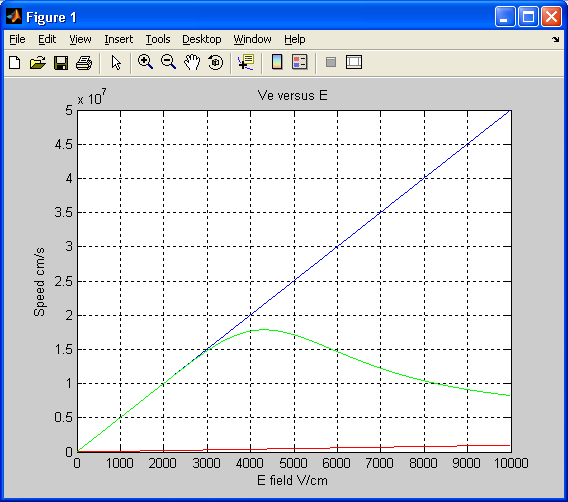 Figure 1
File Edit View Insert Tools Desktop Window Help
Ve versus E
x 10^7
5
4.5
4
3.5
3
2.5
2
1.5
1
0.5
0
Speed cm/s
0 1000 2000 3000 4000 5000 6000 7000 8000 9000 10000
E field V/cm